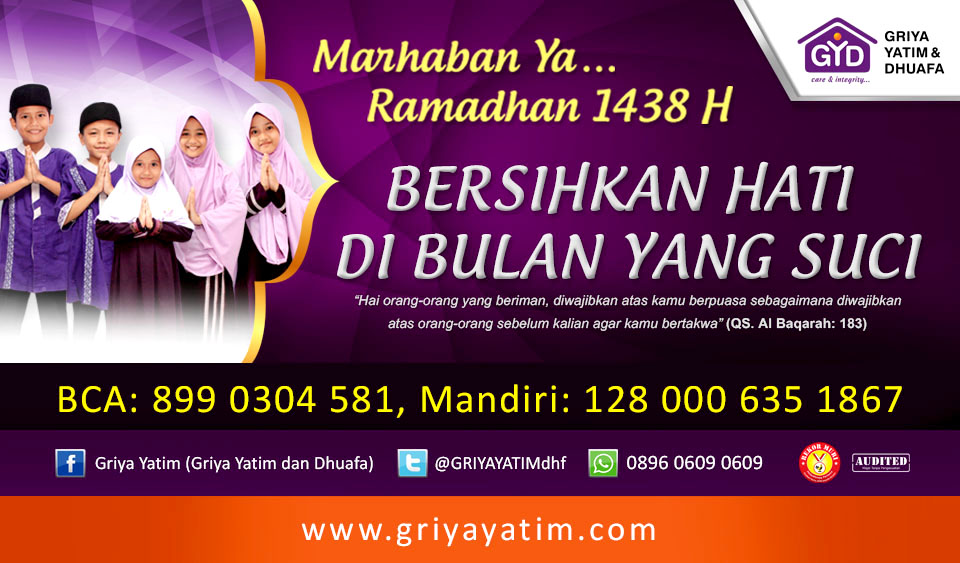 Marhaban Ya...
Ramadhan 1438 H
GYD
care & integrity...
GRIYA
YATIM &
DHUAFA
BERSIHKAN HATI
DI BULAN YANG SUCI
“Hai orang-orang yang beriman, diwajibkan atas kamu berpuasa sebagaimana diwajibkan
atas orang-orang sebelum kalian agar kamu bertakwa” (QS. Al Baqarah: 183)
BCA: 899 0304 581, Mandiri: 128 000 635 1867
Griya Yatim (Griya Yatim dan Dhuafa)
@GRIYAYATIMdhf
0896 0609 0609
REKOR MURI
AUDITED
www.griyayatim.com